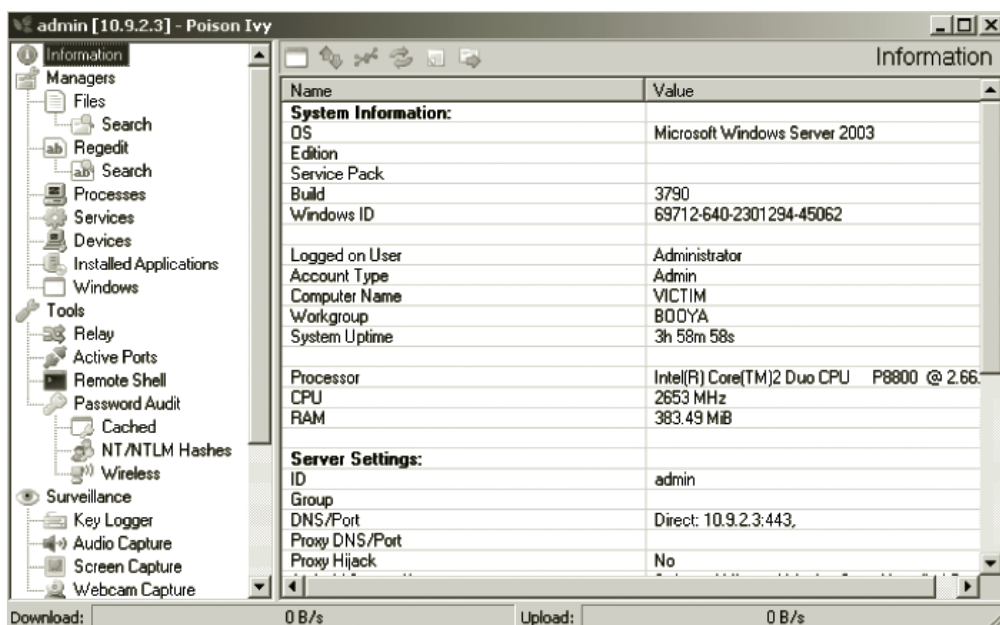 admin [10.9.2.3] - Poison Ivy
Information
Managers
Files
Search
Regedit
Search
Processes
Services
Devices
Installed Applications
Windows
Tools
Relay
Active Ports
Remote Shell
Password Audit
Cached
NT/NTLM Hashes
Wireless
Surveillance
Key Logger
Audio Capture
Screen Capture
Webcam Capture
Information
Name Value
System Information:
OS Microsoft Windows Server 2003
Edition
Service Pack
Build 3790
Windows ID 69712-640-2301294-45062
Logged on User Administrator
Account Type Admin
Computer Name VICTIM
Workgroup BOOYA
System Uptime 3h 58m 58s
Processor Intel(R) Core(TM)2 Duo CPU P8800 @ 2.66.
CPU 2653 MHz
RAM 383.49 MiB
Server Settings:
ID admin
Group
DNS/Port Direct: 10.9.2.3:443,
Proxy DNS/Port
Proxy Hijack No
Download: 0 B/s Upload: 0 B/s